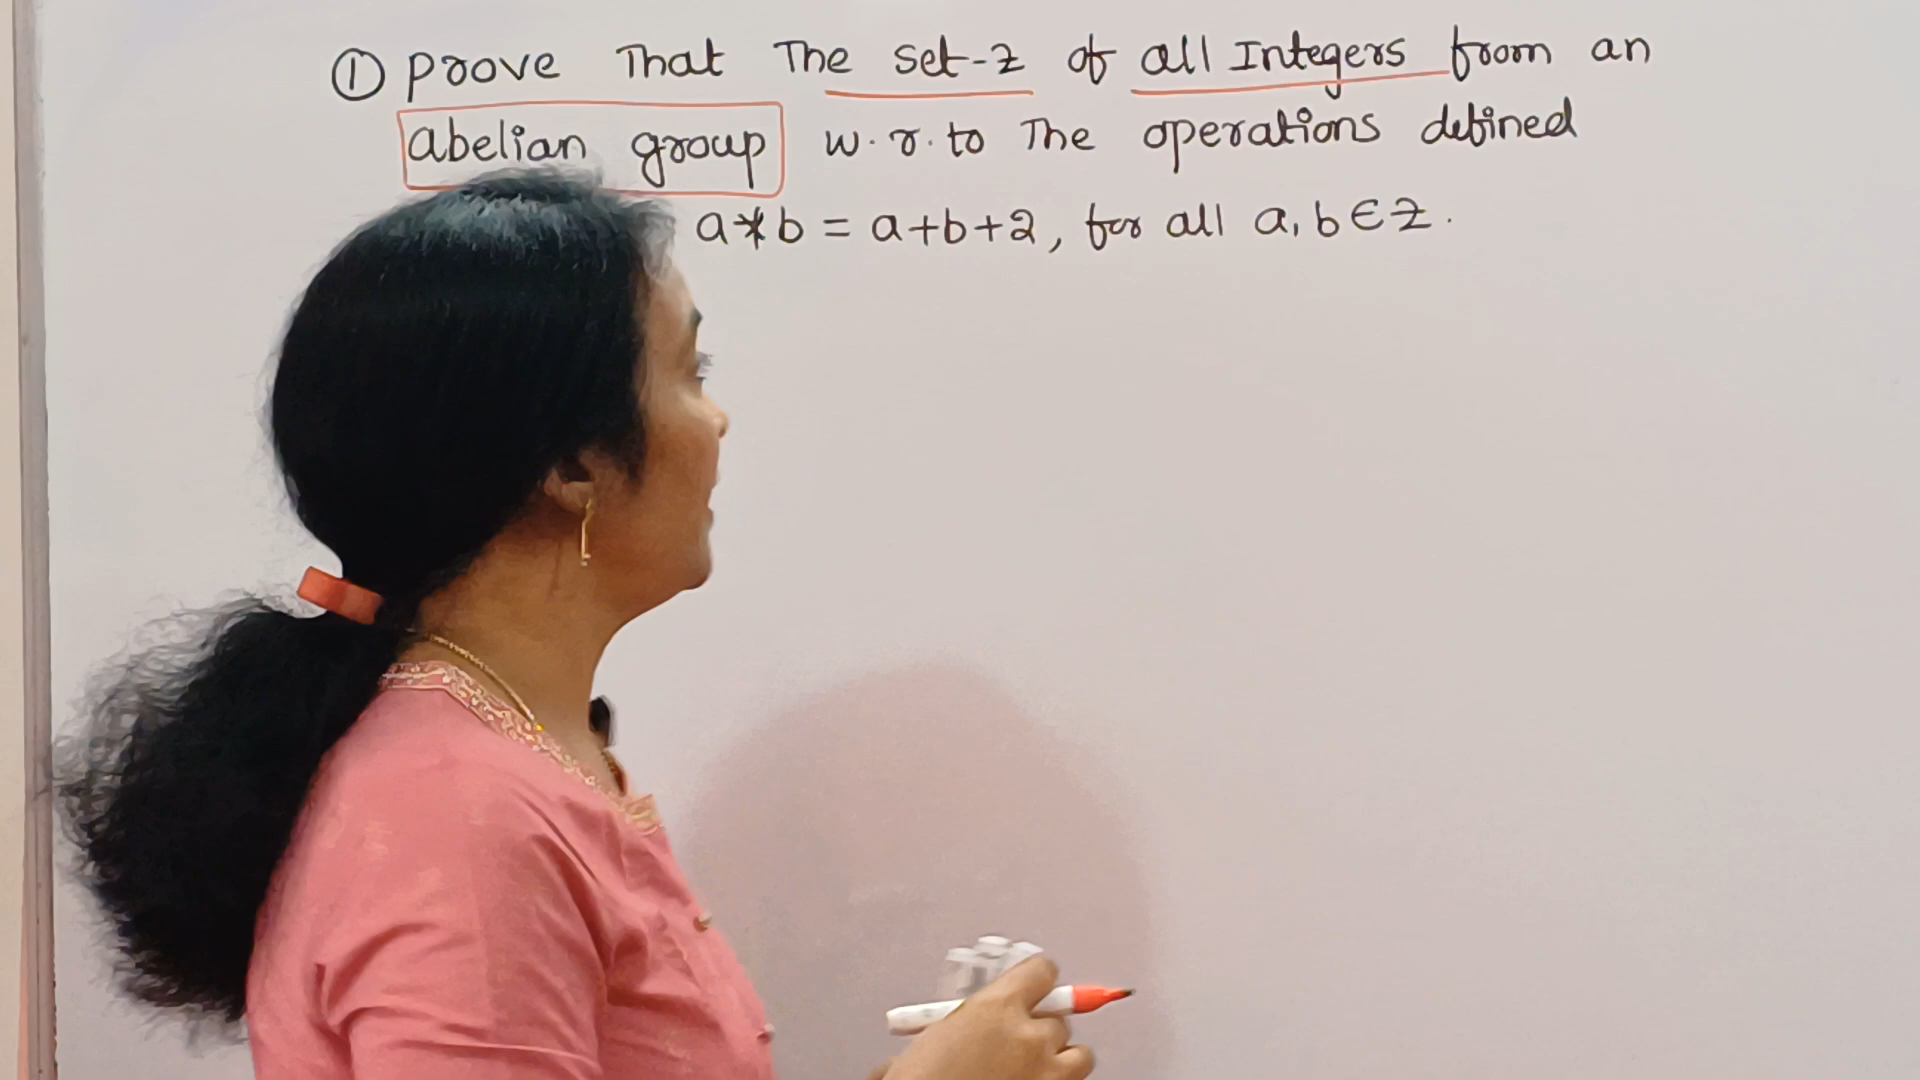 ① Prove That The Set-Z of all Integers from an
abelian group w.r.to The operations defined
a*b = a+b+2, for all a, b ∈ Z.